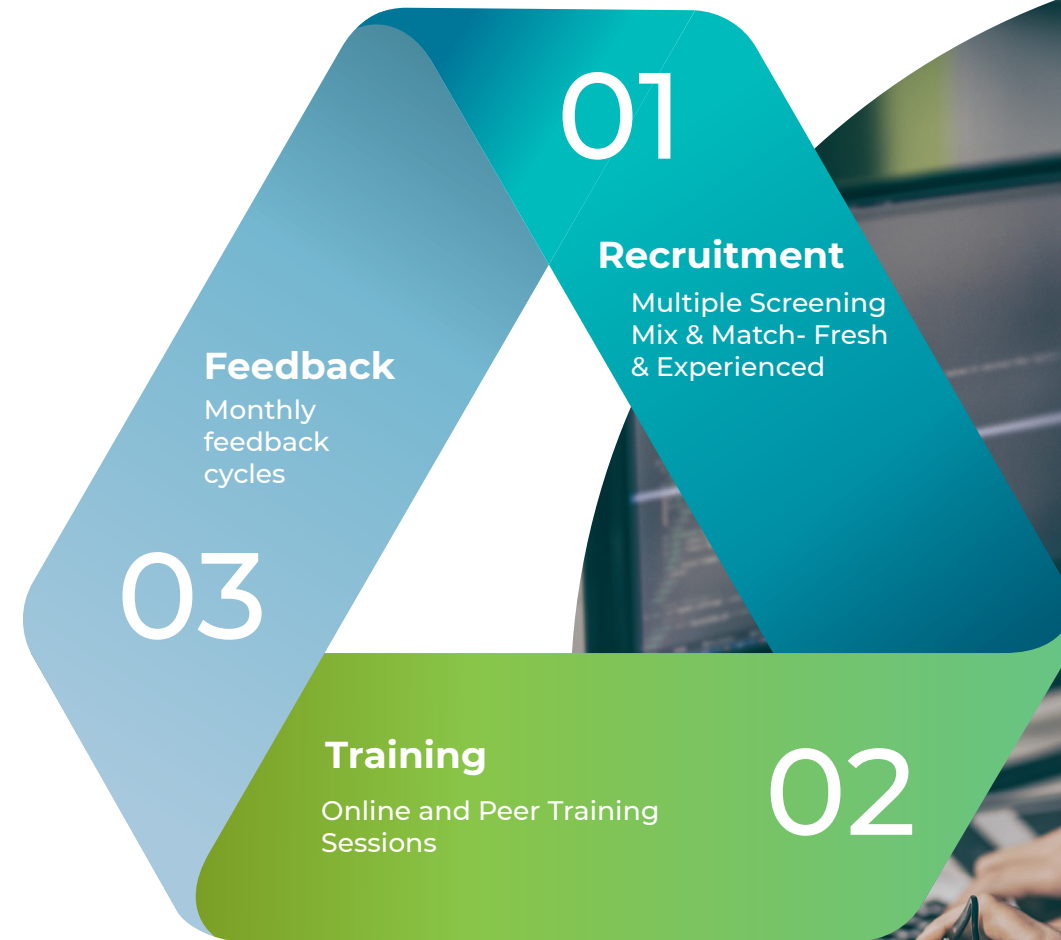 01
Recruitment
Multiple Screening
Mix & Match- Fresh
& Experienced
Training
Online and Peer Training
Sessions
02
Feedback
Monthly
feedback
cycles
03